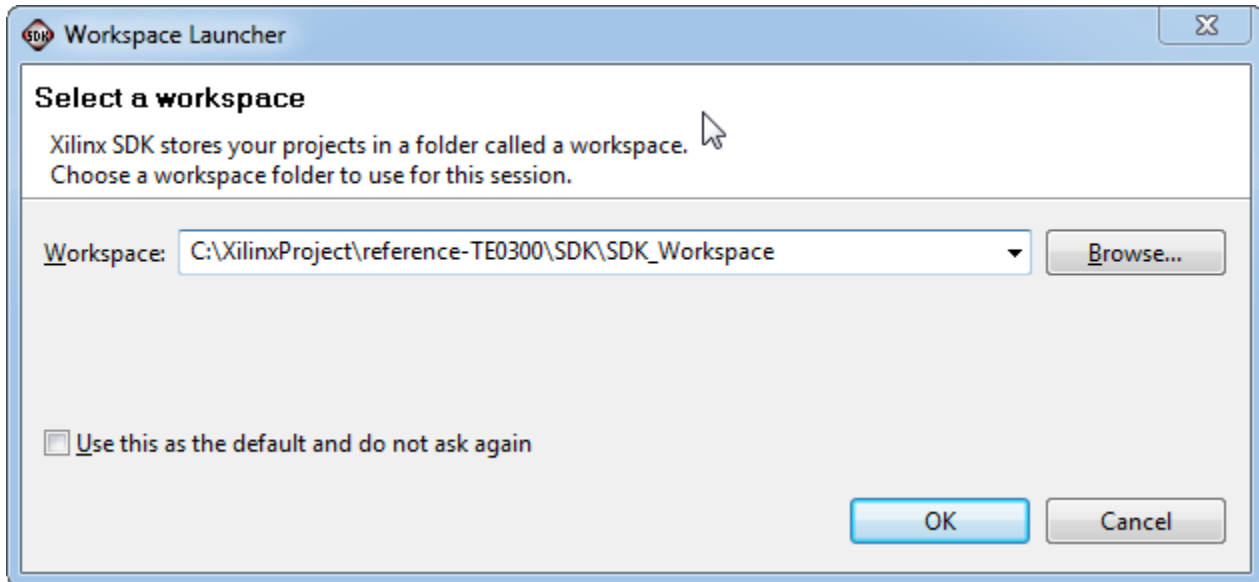 SDK Workspace Launcher
Select a workspace
Xilinx SDK stores your projects in a folder called a workspace.
Choose a workspace folder to use for this session.
Workspace: C:\XilinxProject\reference-TE0300\SDK\SDK_Workspace Browse...
Use this as the default and do not ask again
OK Cancel